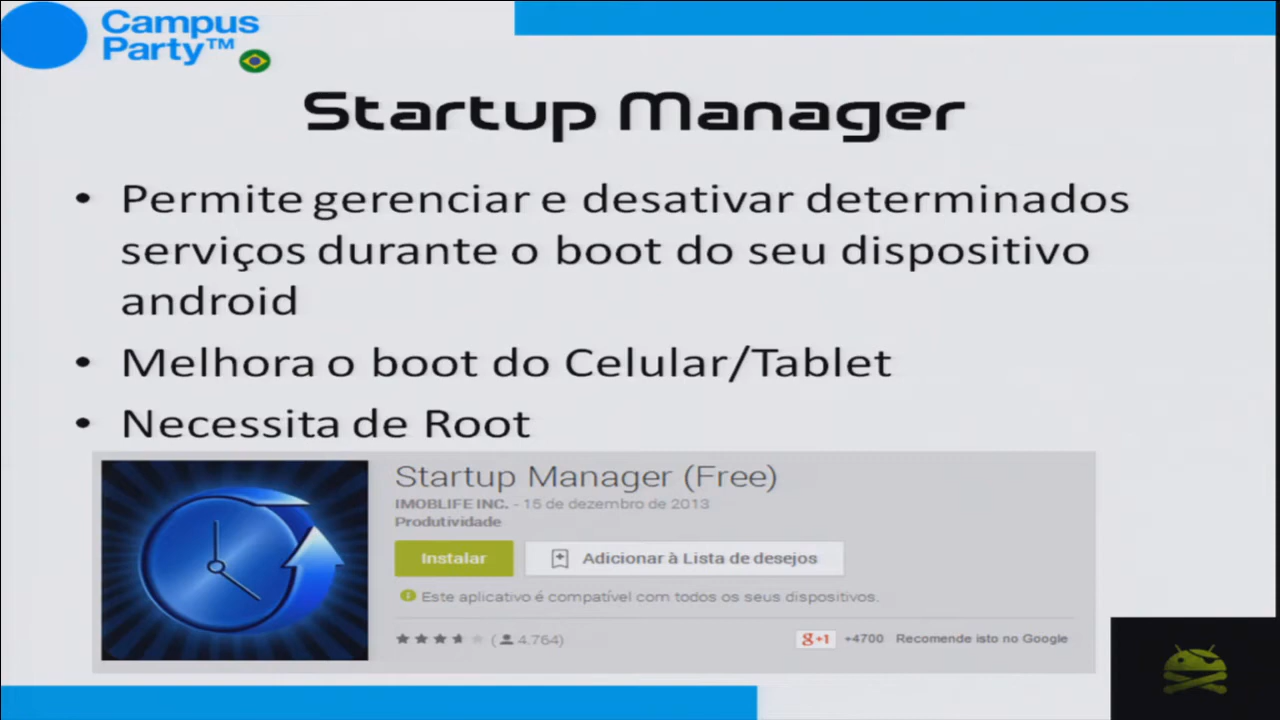 Campus
Party™
Startup Manager
• Permite gerenciar e desativar determinados
serviços durante o boot do seu dispositivo
android
• Melhora o boot do Celular/Tablet
• Necessita de Root
Startup Manager (Free)
IMOBLIFE INC. - 15 de dezembro de 2013
Produtividade
Instalar
Adicionar à Lista de desejos
Este aplicativo é compatível com todos os seus dispositivos.
(4.764)
g+1 +4700 Recomende isto no Google